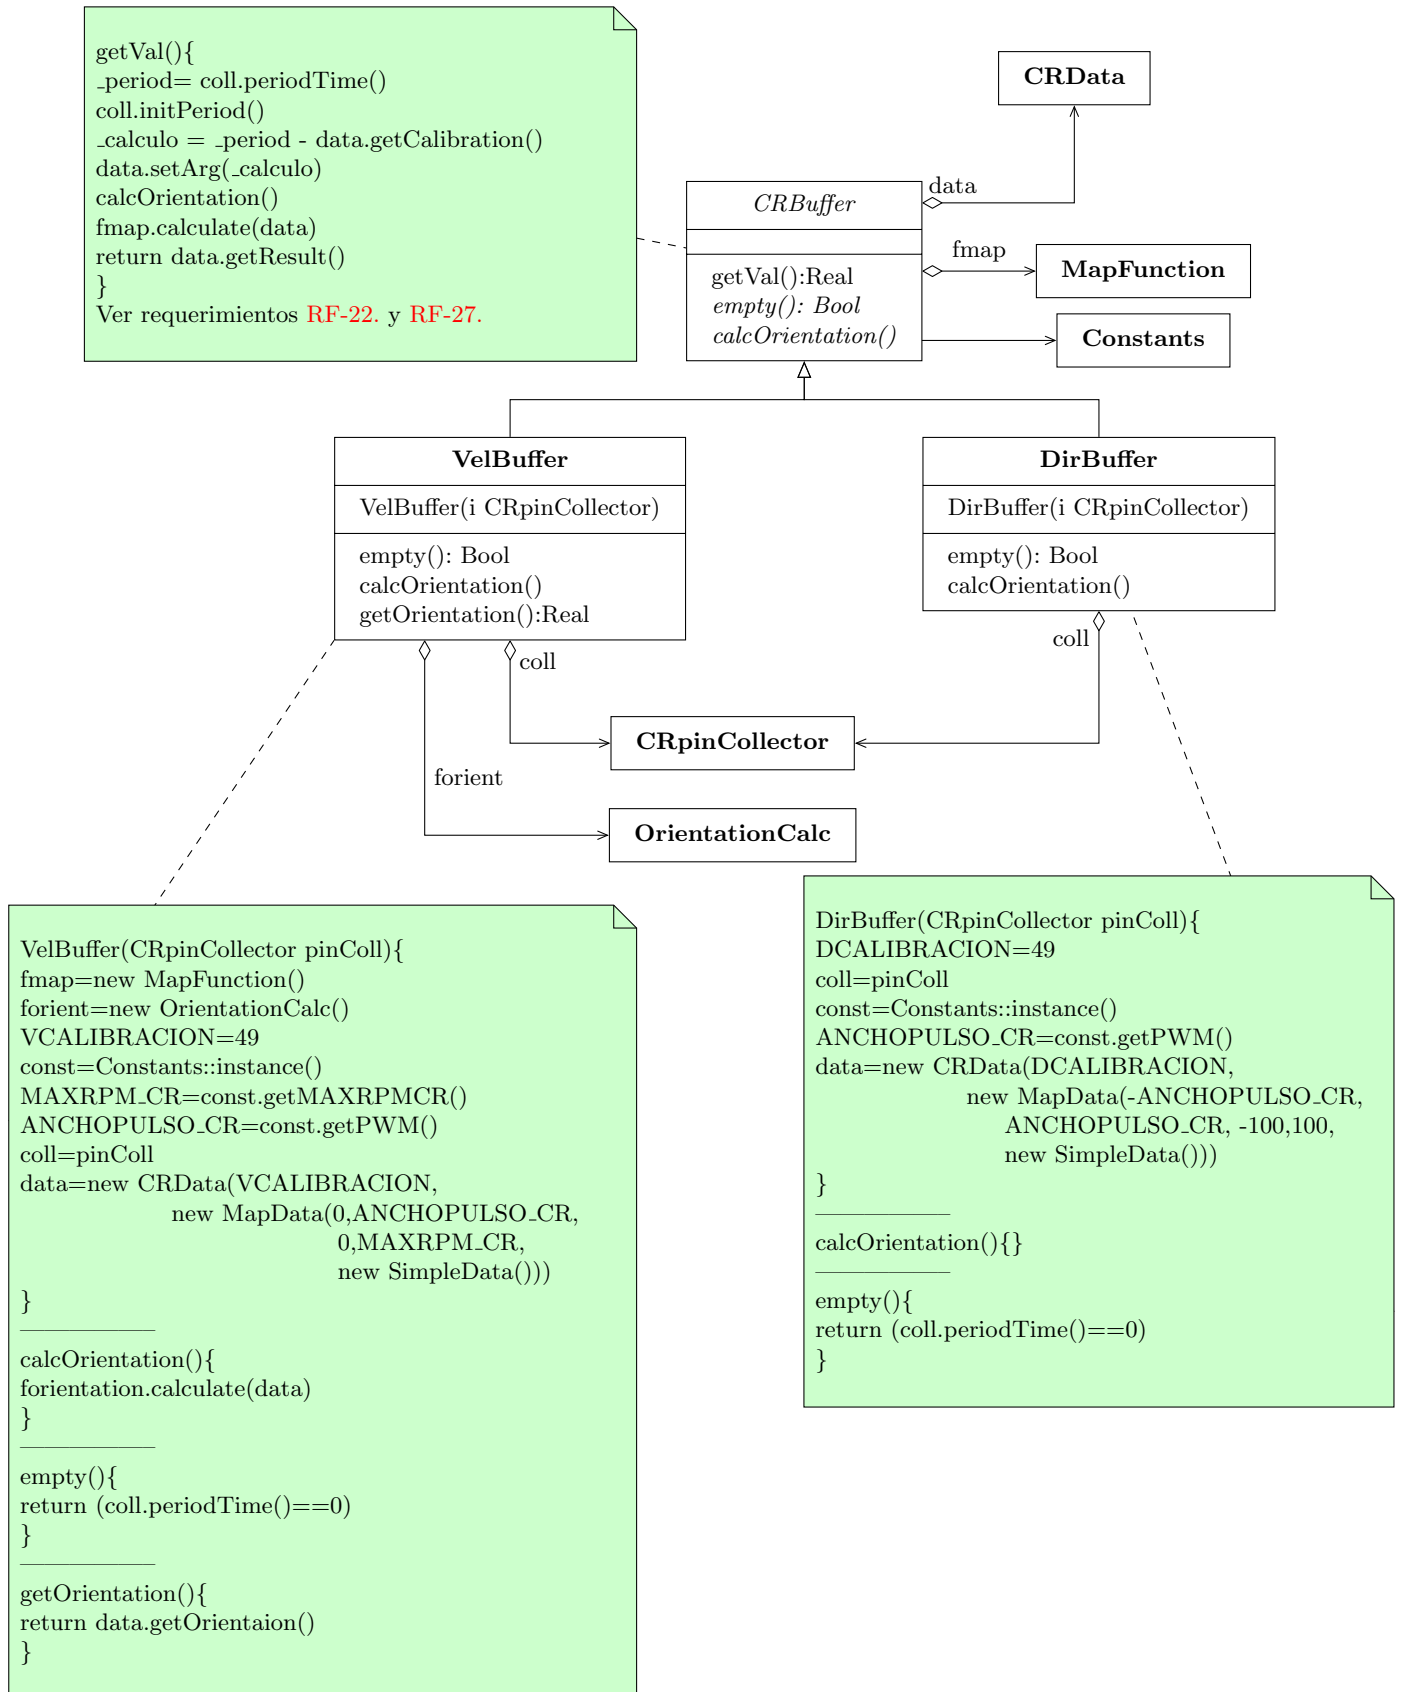 getVal(){
_period= coll.periodTime()
coll.initPeriod()
_calculo = _period - data.getCalibration()
data.setArg(_calculo)
calcOrientation()
fmap.calculate(data)
return data.getResult()
}
Ver requerimientos RF-22. y RF-27.
CRData
data
CRBuffer
fmap
MapFunction
getVal():Real
empty(): Bool
calcOrientation()
Constants
VelBuffer
VelBuffer(i CRpinCollector)
empty(): Bool
calcOrientation()
getOrientation():Real
DirBuffer
DirBuffer(i CRpinCollector)
empty(): Bool
calcOrientation()
coll
coll
CRpinCollector
forient
OrientationCalc
VelBuffer(CRpinCollector pinColl){
fmap=new MapFunction()
forient=new OrientationCalc()
VCALIBRACION=49
const=Constants::instance()
MAXRPM_CR=const.getMAXRPMCR()
ANCHOPULSO_CR=const.getPWM()
coll=pinColl
data=new CRData(VCALIBRACION,
new MapData(0,ANCHOPULSO_CR,
0,MAXRPM_CR,
new SimpleData()))
}
calcOrientation(){
forientation.calculate(data)
}
empty(){
return (coll.periodTime()==0)
}
getOrientation(){
return data.getOrientaion()
}
DirBuffer(CRpinCollector pinColl){
DCALIBRACION=49
coll=pinColl
const=Constants::instance()
ANCHOPULSO_CR=const.getPWM()
data=new CRData(DCALIBRACION,
new MapData(-ANCHOPULSO_CR,
ANCHOPULSO_CR, -100,100,
new SimpleData()))
}
calcOrientation(){}
empty(){
return (coll.periodTime()==0)
}